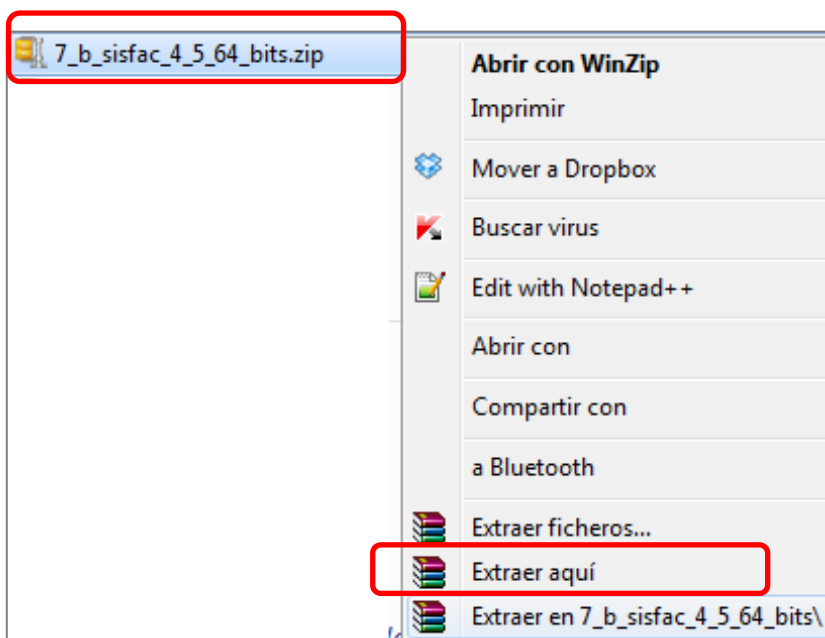 7_b_sisfac_4_5_64_bits.zip
Abrir con WinZip
Imprimir
Mover a Dropbox
Buscar virus
Edit with Notepad++
Abrir con
Compartir con
a Bluetooth
Extraer ficheros...
Extraer aquí
Extraer en 7_b_sisfac_4_5_64_bits\